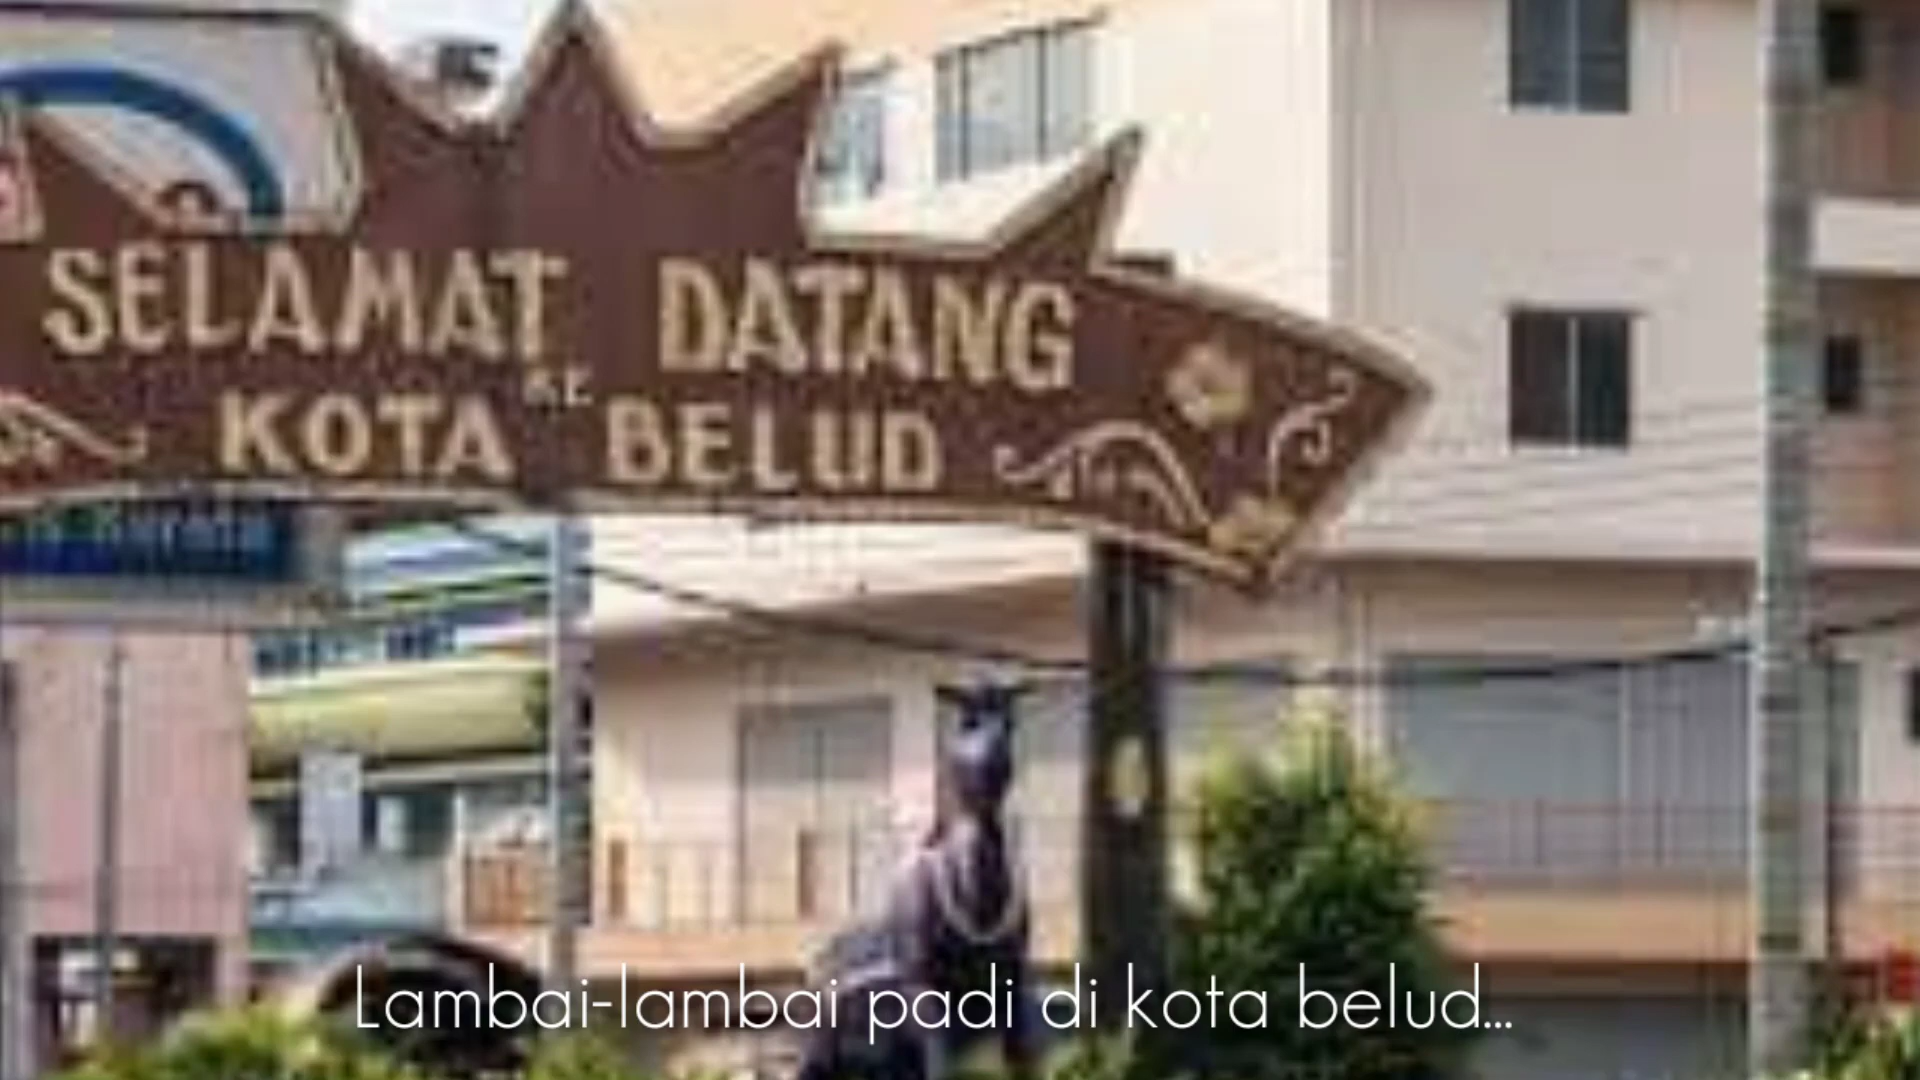 SELAMAT DATANG
KE
KOTA BELUD
Lambai-lambai padi di kota belud...